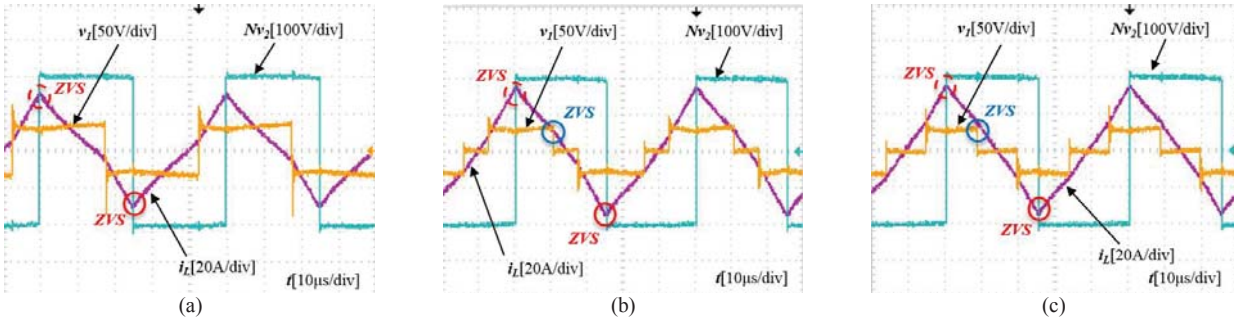 v1[50V/div]
Nv2[100V/div]
ZVS
ZVS
iL[20A/div]
t[10μs/div]
(a)
v1[50V/div]
Nv2[100V/div]
ZVS
ZVS
ZVS
iL[20A/div]
t[10μs/div]
(b)
v1[50V/div]
Nv2[100V/div]
ZVS
ZVS
ZVS
iL[20A/div]
t[10μs/div]
(c)